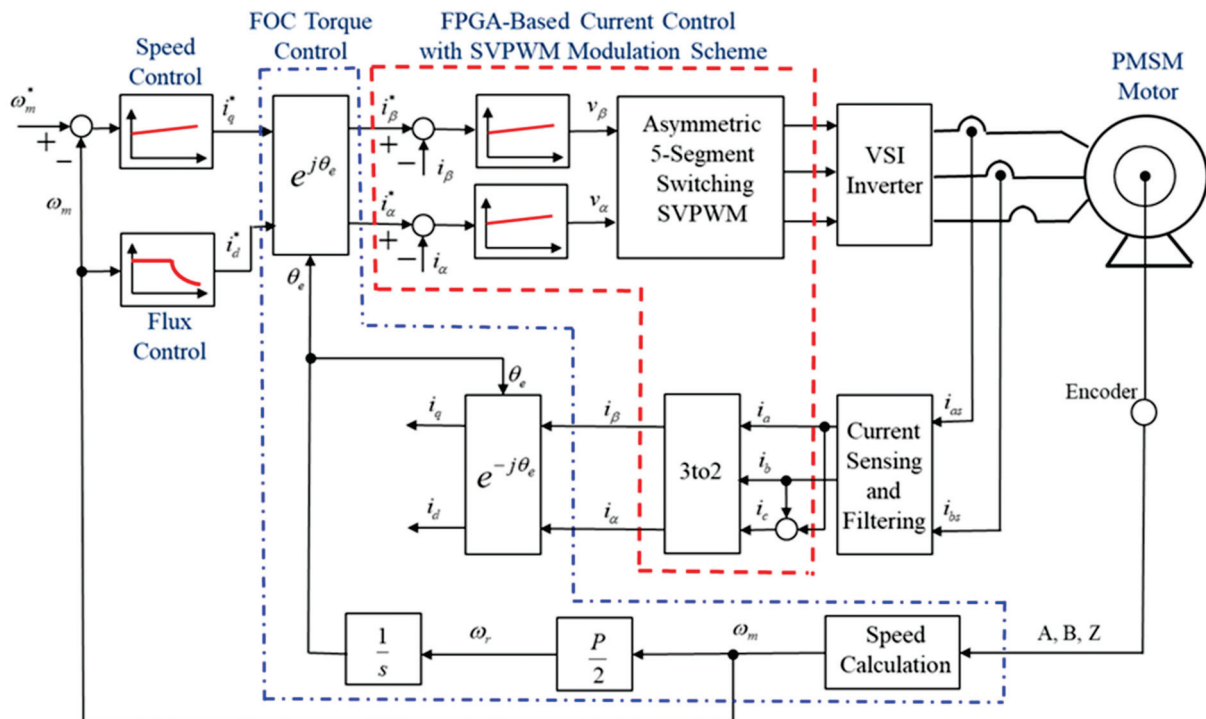 FOC Torque
Control
FPGA-Based Current Control
with SVPWM Modulation Scheme
Speed
Control
PMSM
Motor
ω*m
+
−
i*q
e^{jθe}
i*β
+
−
iβ
vβ
Asymmetric
5-Segment
Switching
SVPWM
VSI
Inverter
ωm
i*d
θe
i*α
+
−
iα
vα
Flux
Control
θe
Encoder
iq
e^{-jθe}
iβ
3to2
ia
ib
ic
Current
Sensing
and
Filtering
ias
id
iα
ibs
1
s
ωr
P
2
ωm
Speed
Calculation
A, B, Z